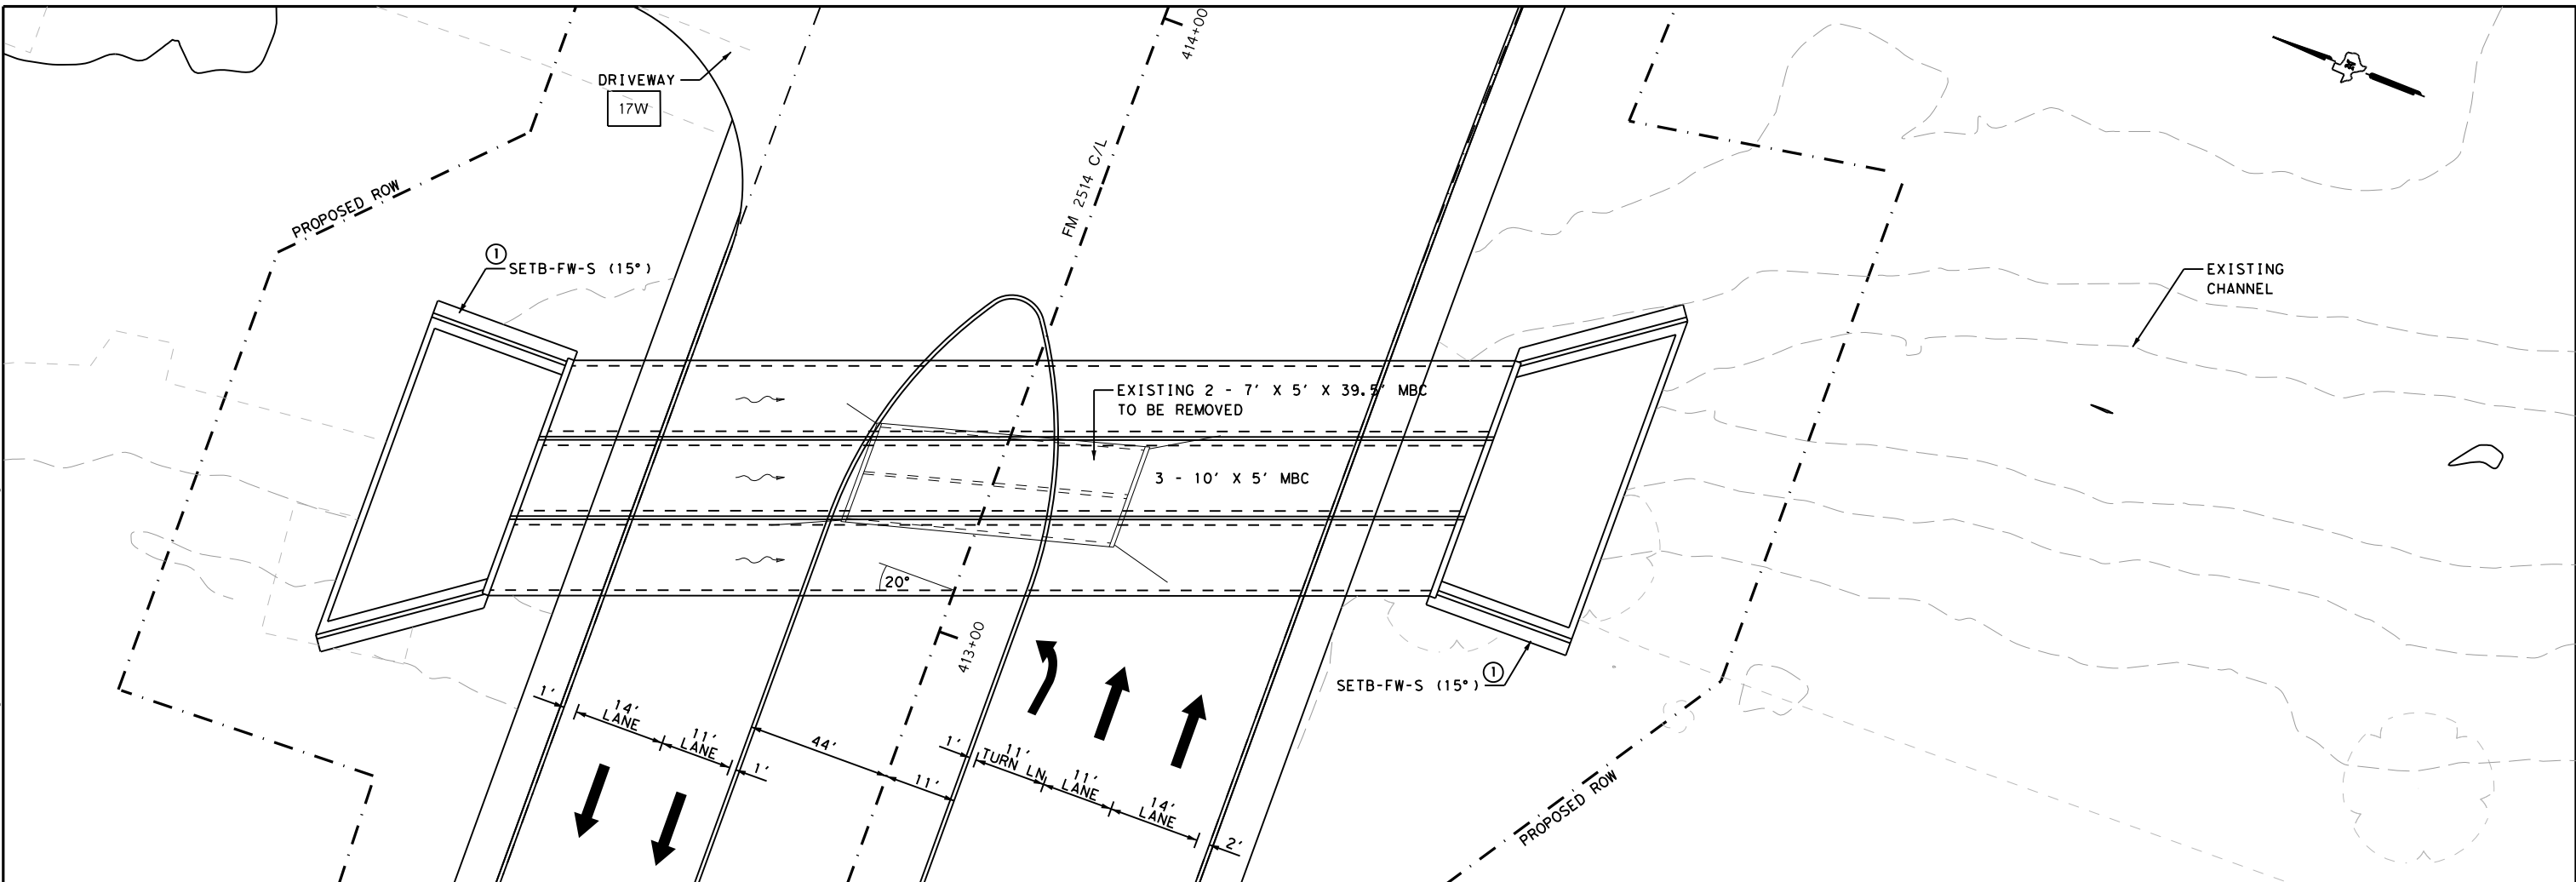 414+00
DRIVEWAY
17W
FM 2514 C/L
PROPOSED ROW
1
SETB-FW-S (15°)
EXISTING
CHANNEL
EXISTING 2 - 7' X 5' X 39.5' MBC
TO BE REMOVED
3 - 10' X 5' MBC
20°
413+00
1
SETB-FW-S (15°)
1'
14'
LANE
11'
LANE
1'
44'
11'
1'
11'
TURN LN
11'
LANE
14'
LANE
2'
PROPOSED ROW